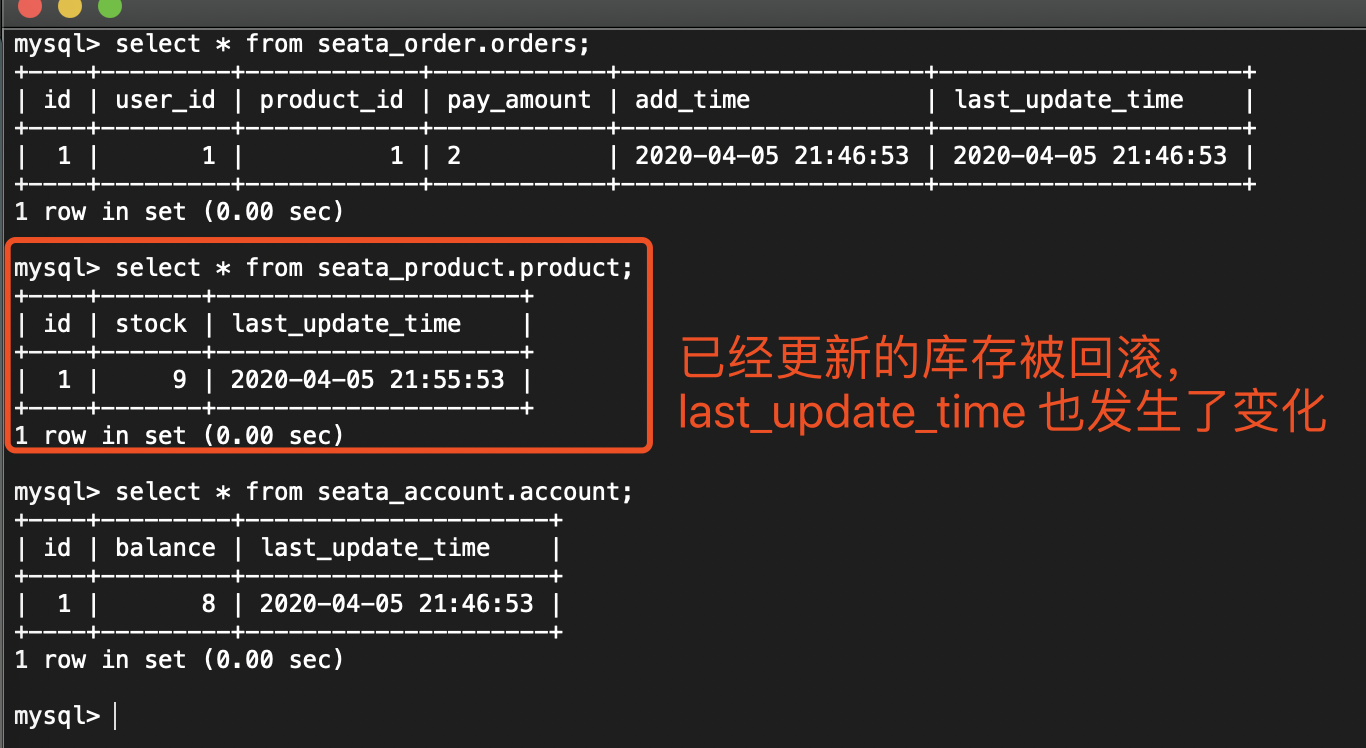 mysql> select * from seata_order.orders;
+----+---------+------------+------------+---------------------+---------------------+
| id | user_id | product_id | pay_amount | add_time            | last_update_time    |
+----+---------+------------+------------+---------------------+---------------------+
|  1 |       1 |          1 | 2          | 2020-04-05 21:46:53 | 2020-04-05 21:46:53 |
+----+---------+------------+------------+---------------------+---------------------+
1 row in set (0.00 sec)
mysql> select * from seata_product.product;
+----+-------+---------------------+
| id | stock | last_update_time    |
+----+-------+---------------------+
|  1 |     9 | 2020-04-05 21:55:53 |
+----+-------+---------------------+
1 row in set (0.00 sec)
已经更新的库存被回滚，
last_update_time 也发生了变化
mysql> select * from seata_account.account;
+----+---------+---------------------+
| id | balance | last_update_time    |
+----+---------+---------------------+
|  1 |       8 | 2020-04-05 21:46:53 |
+----+---------+---------------------+
1 row in set (0.00 sec)
mysql>